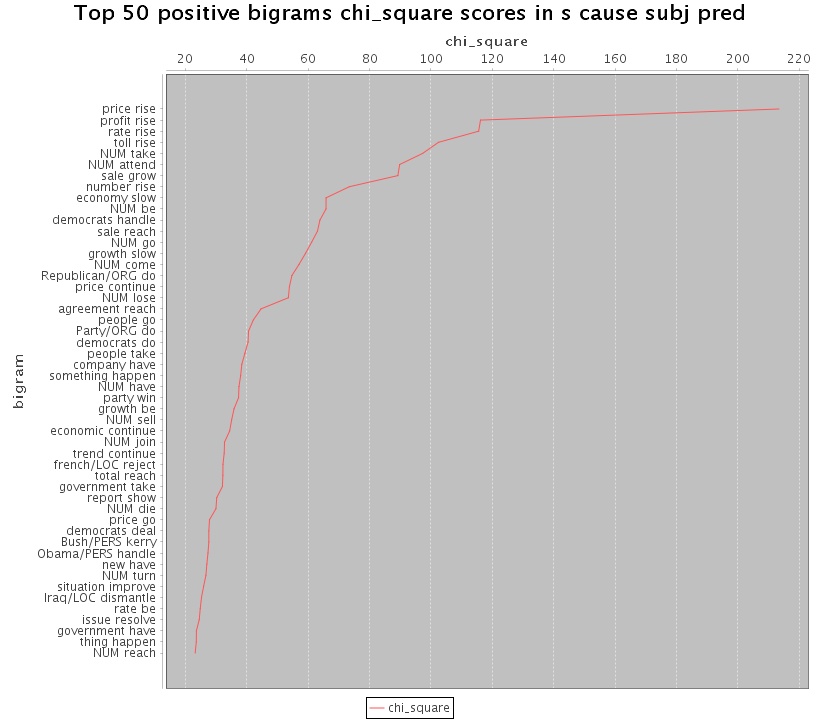 Top 50 positive bigrams chi_square scores in s cause subj pred
chi_square
20 40 60 80 100 120 140 160 180 200 220
price rise
profit rise
rate rise
toll rise
NUM take
NUM attend
sale grow
number rise
economy slow
NUM be
democrats handle
sale reach
NUM go
growth slow
NUM come
Republican/ORG do
price continue
NUM lose
agreement reach
people go
Party/ORG do
democrats do
people take
company have
something happen
NUM have
party win
growth be
NUM sell
economic continue
NUM join
trend continue
french/LOC reject
total reach
government take
report show
NUM die
price go
democrats deal
Bush/PERS kerry
Obama/PERS handle
new have
NUM turn
situation improve
Iraq/LOC dismantle
rate be
issue resolve
government have
thing happen
NUM reach
bigram
chi_square